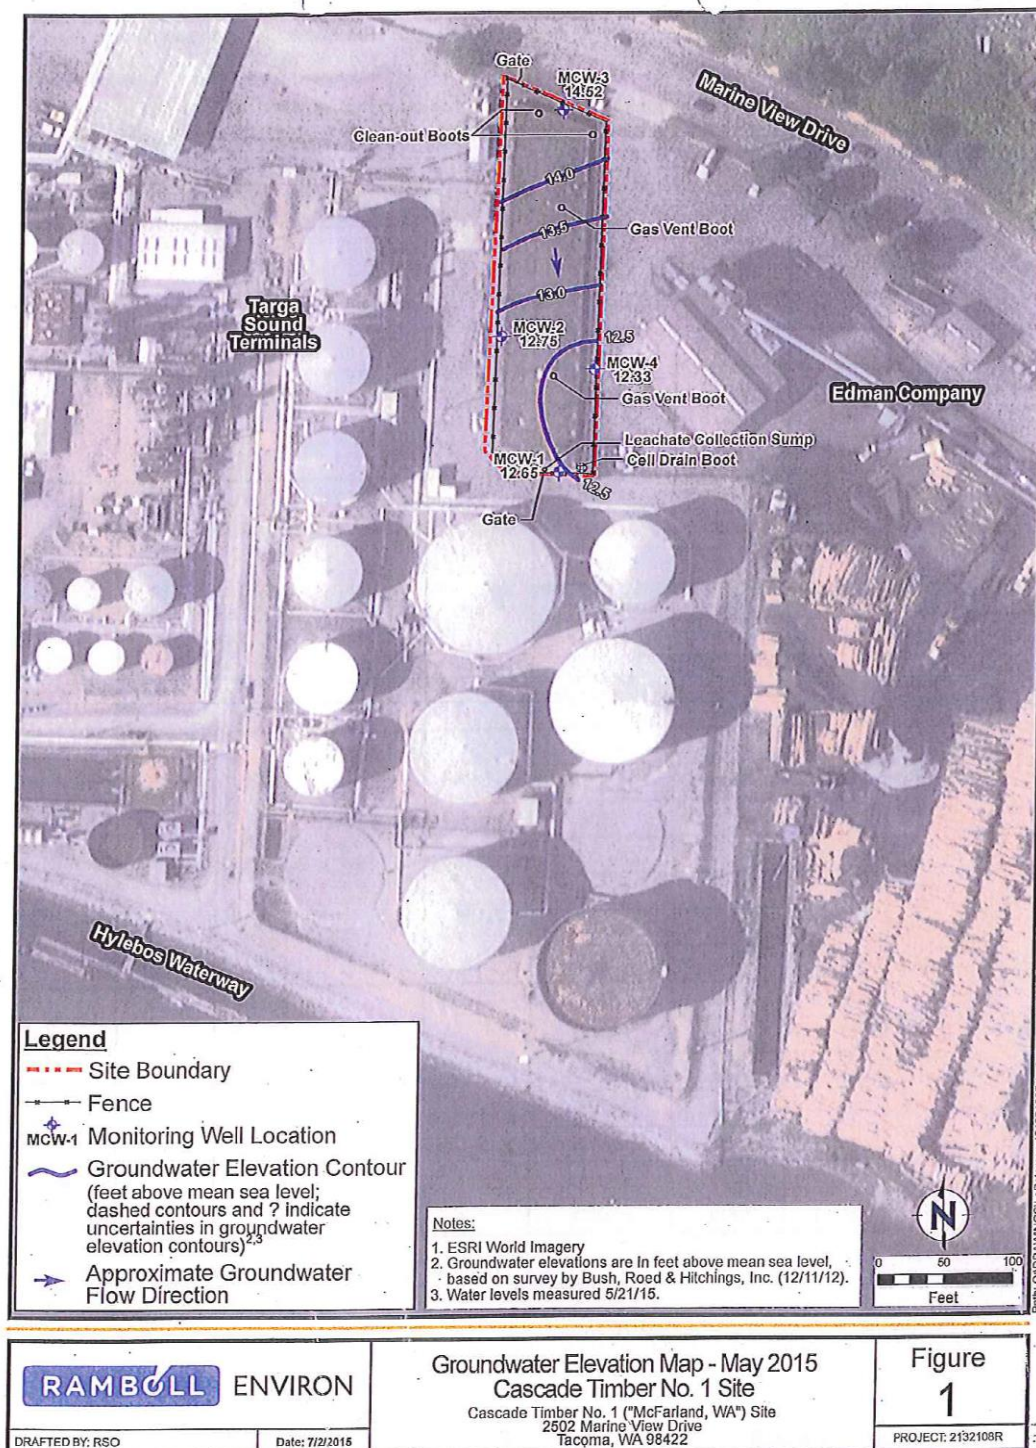 Gate
MCW-3
14.52
Marine View Drive
Clean-out Boots
14.0
13.5
Gas Vent Boot
13.0
Targa
Sound
Terminals
MCW-2
12.75
12.5
MCW-4
12.33
Edman Company
Gas Vent Boot
Leachate Collection Sump
MCW-1
12.65
Cell Drain Boot
12.5
Gate
Hylebos Waterway
Legend
Site Boundary
Fence
MCW-1 Monitoring Well Location
Groundwater Elevation Contour
(feet above mean sea level;
dashed contours and ? indicate
uncertainties in groundwater
elevation contours)2,3
Approximate Groundwater
Flow Direction
Notes:
1. ESRI World Imagery
2. Groundwater elevations are in feet above mean sea level,
based on survey by Bush, Roed & Hitchings, Inc. (12/11/12).
3. Water levels measured 5/21/15.
N
0 50 100
Feet
RAMBOLL ENVIRON
DRAFTED BY: RSO
Date: 7/2/2015
Groundwater Elevation Map - May 2015
Cascade Timber No. 1 Site
Cascade Timber No. 1 ("McFarland, WA") Site
2502 Marine View Drive
Tacoma, WA 98422
Figure
1
PROJECT: 2132108R